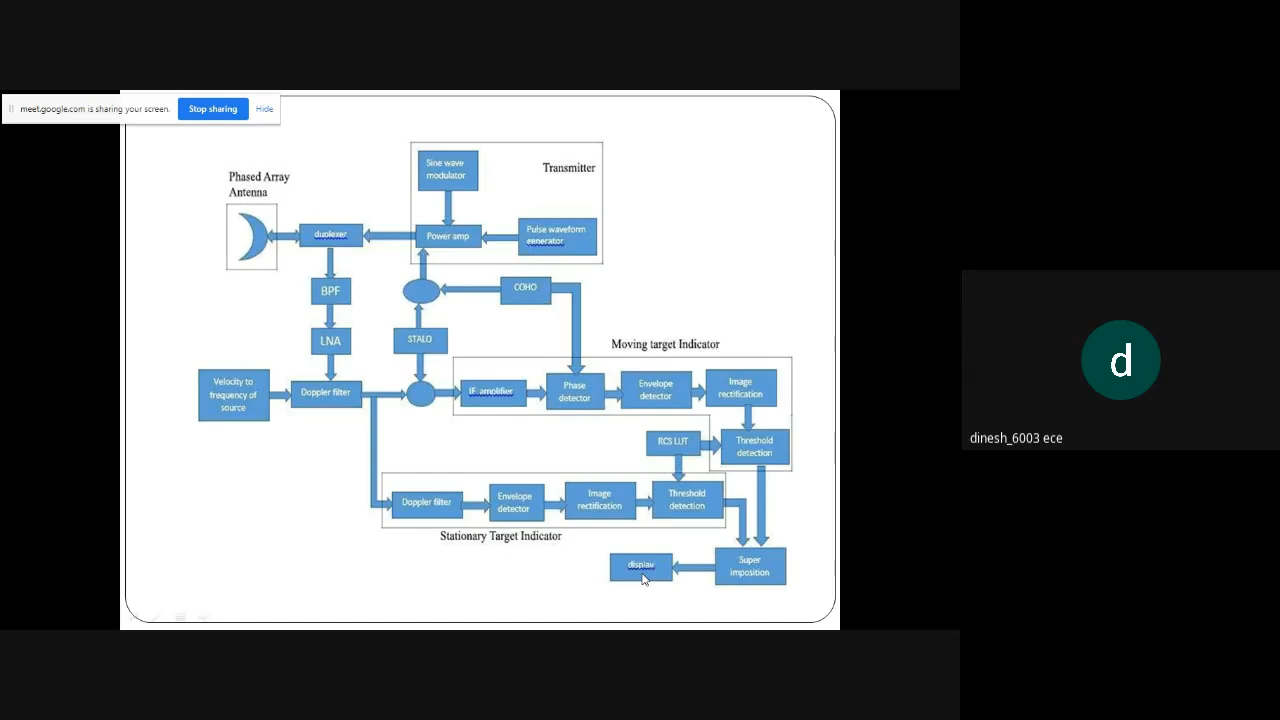 meet.google.com is sharing your screen.
Stop sharing
Hide
Sine wave
modulator
Transmitter
Phased Array
Antenna
duplexer
Power amp
Pulse waveform
generator
BPF
COHO
LNA
STALO
Moving target Indicator
Velocity to
frequency of
source
Doppler filter
IF amplifier
Phase
detector
Envelope
detector
Image
rectification
RCS LUT
Threshold
detection
Doppler filter
Envelope
detector
Image
rectification
Threshold
detection
Stationary Target Indicator
display
Super
imposition
d
dinesh_6003 ece